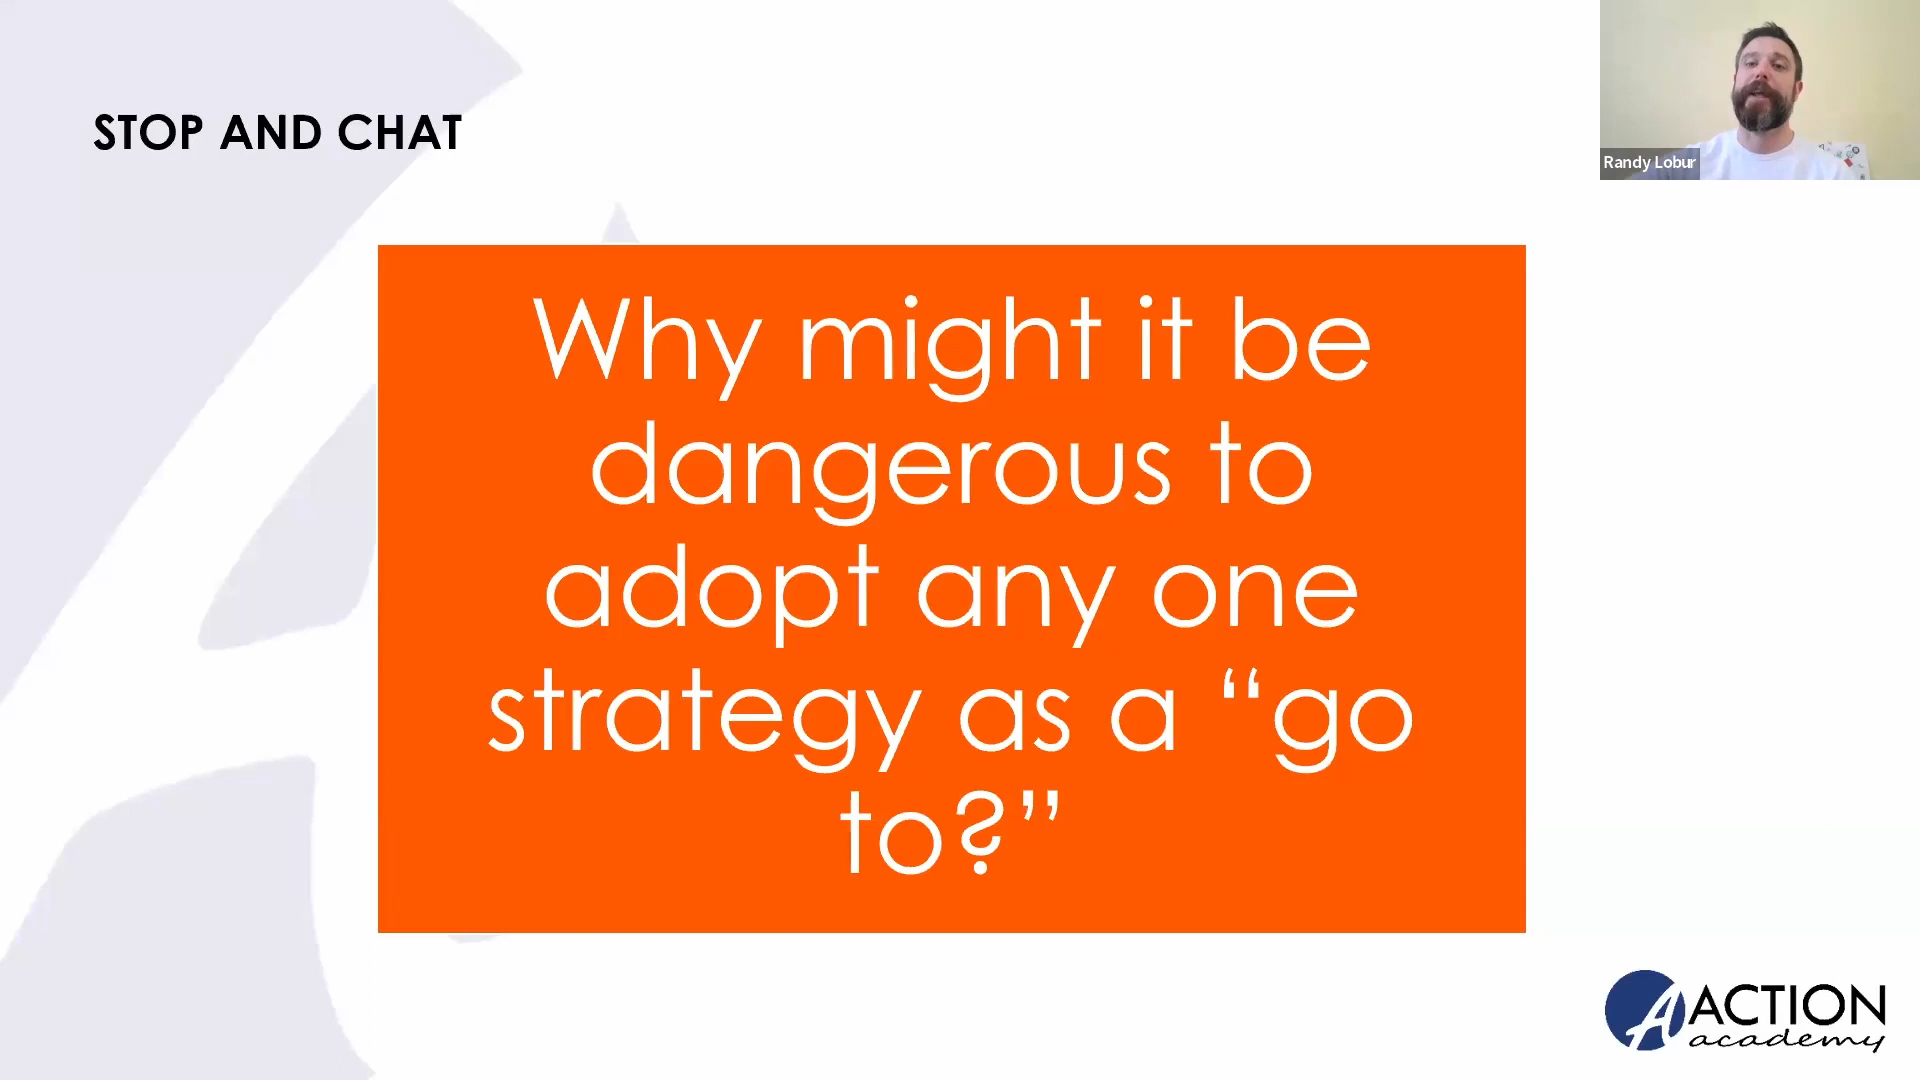 STOP AND CHAT
Randy Lobur
Why might it be
dangerous to
adopt any one
strategy as a “go
to?”
A ACTION
academy